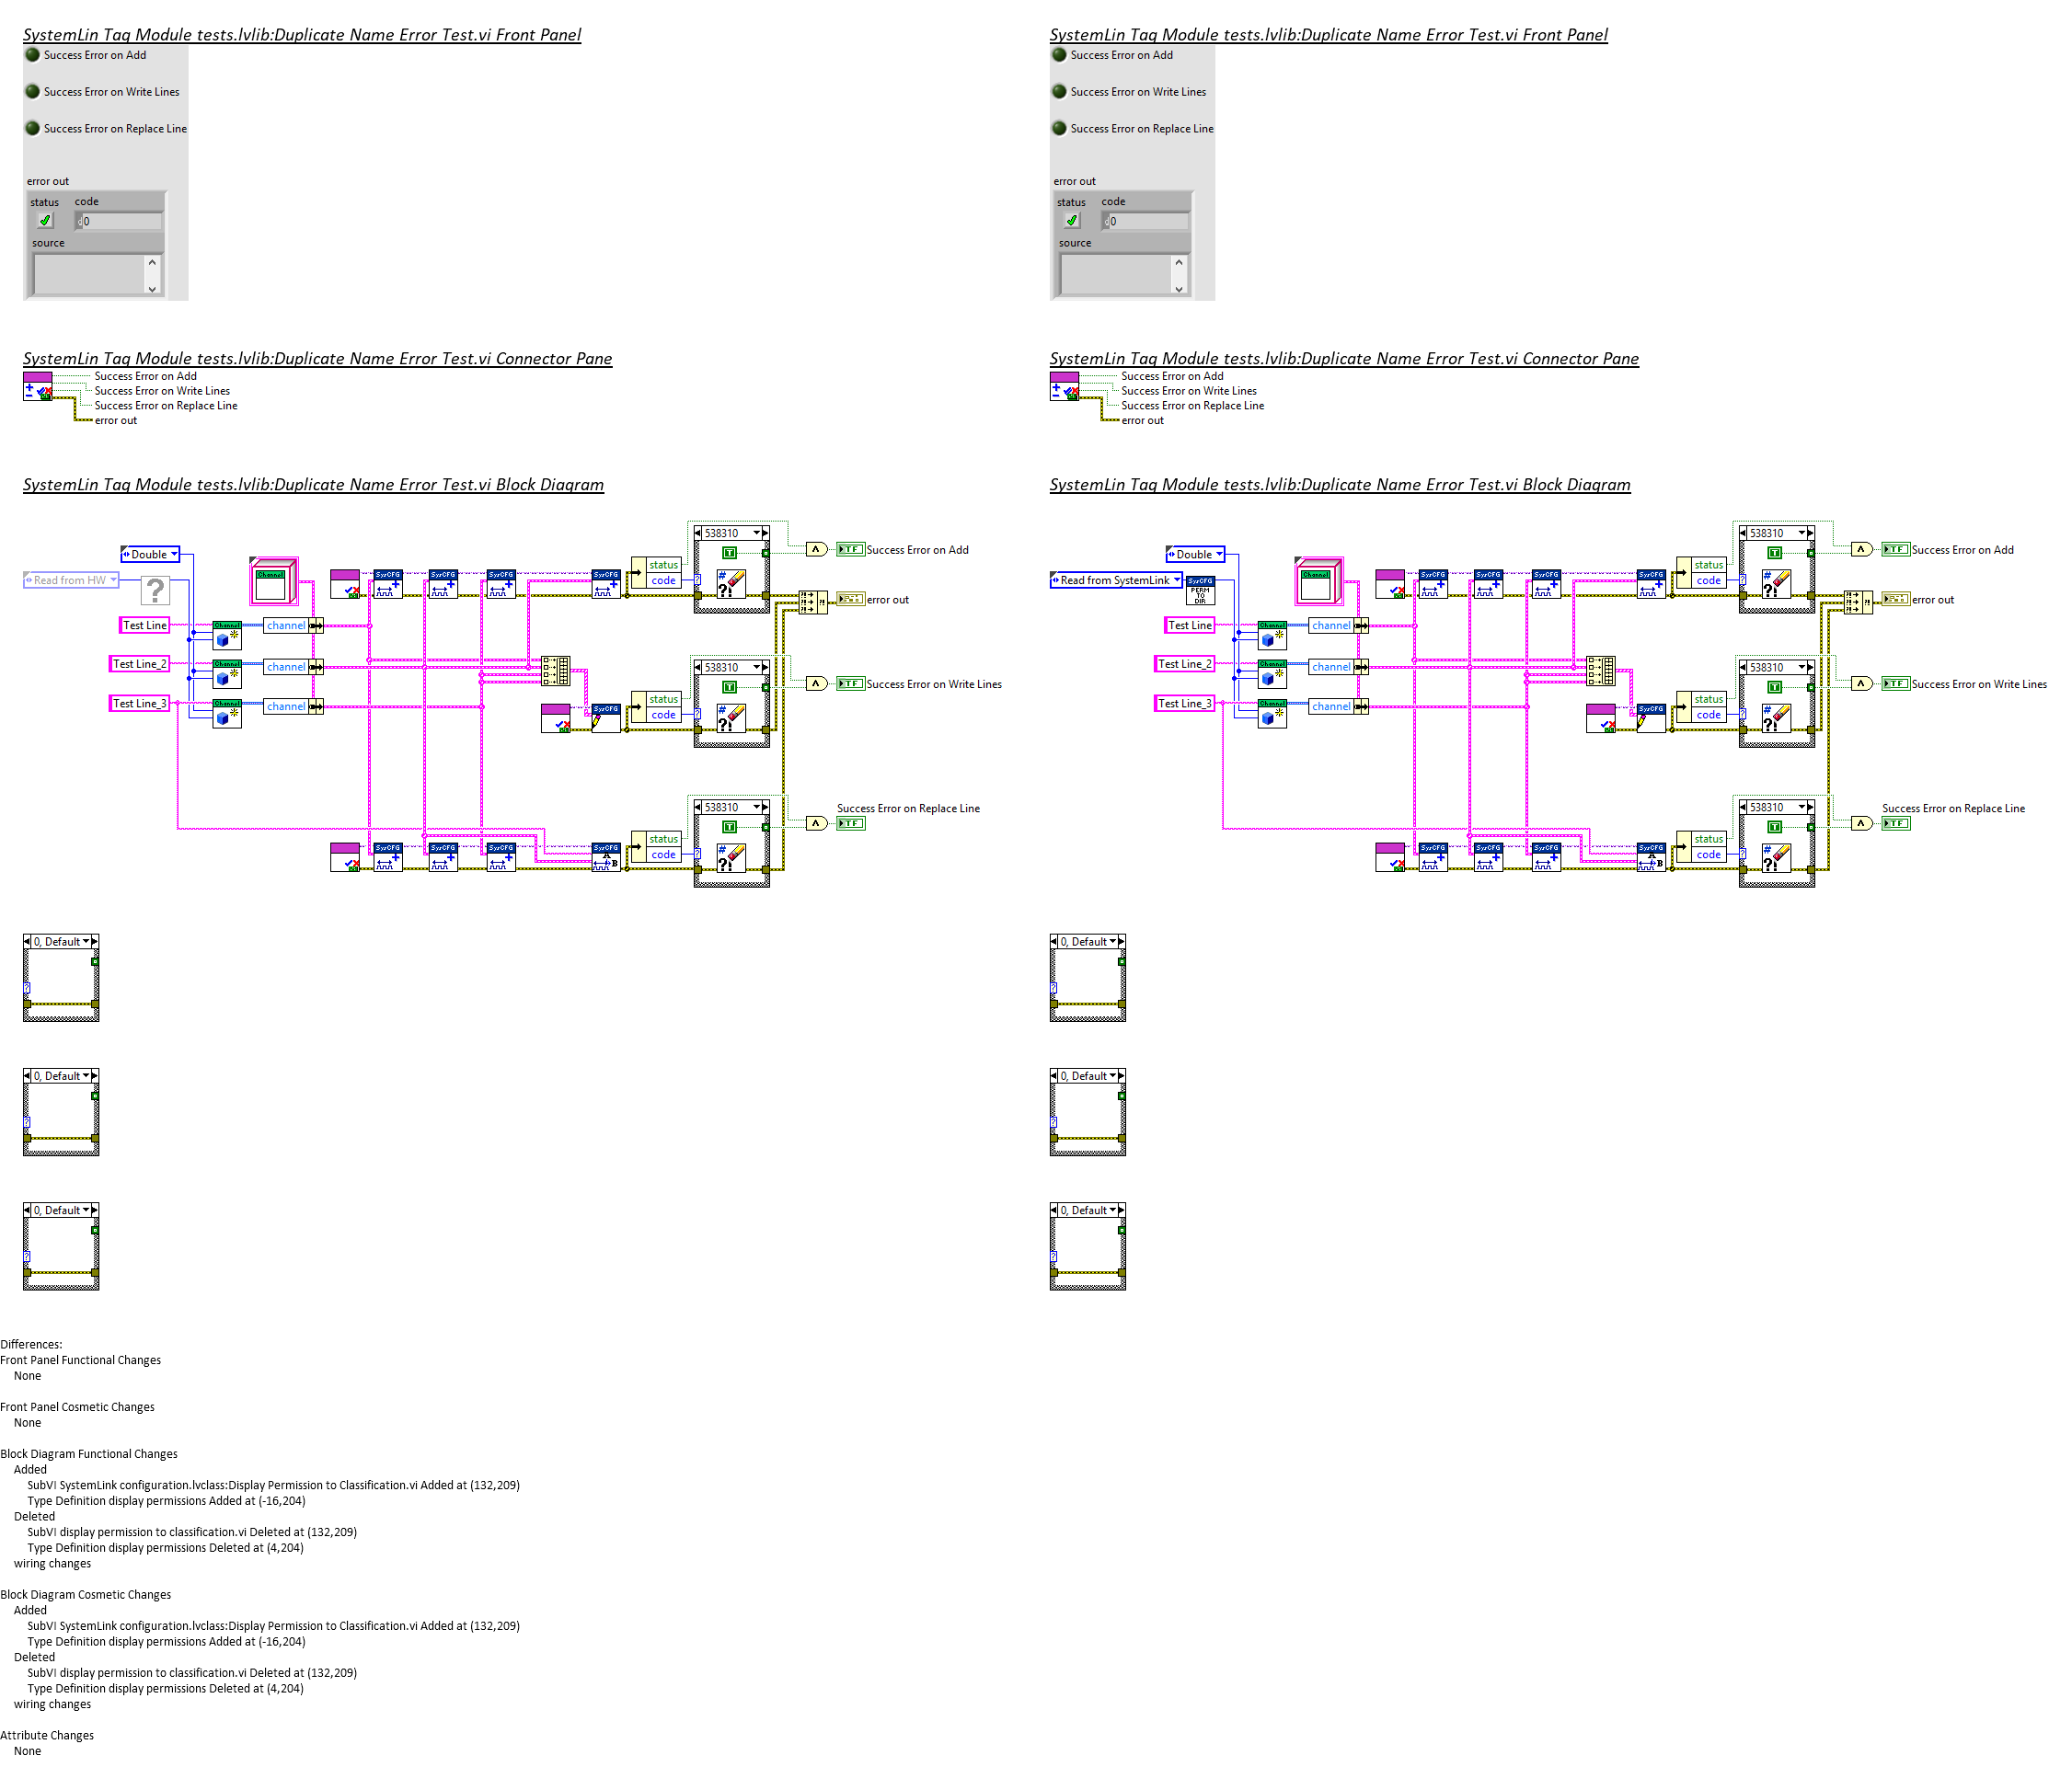 SystemLin Tag Module tests.lvlib:Duplicate Name Error Test.vi Front Panel
Success Error on Add
Success Error on Write Lines
Success Error on Replace Line
error out
status code
0
source
SystemLin Tag Module tests.lvlib:Duplicate Name Error Test.vi Connector Pane
Success Error on Add
Success Error on Write Lines
Success Error on Replace Line
error out
SystemLin Tag Module tests.lvlib:Duplicate Name Error Test.vi Block Diagram
538310
Double
Success Error on Add
status
Read from HW
?
code
error out
Test Line
channel
Test Line_2
channel
538310
Success Error on Write Lines
Test Line_3
channel
status
code
538310
Success Error on Replace Line
status
code
0, Default
0, Default
0, Default
SystemLin Tag Module tests.lvlib:Duplicate Name Error Test.vi Front Panel
Success Error on Add
Success Error on Write Lines
Success Error on Replace Line
error out
status code
0
source
SystemLin Tag Module tests.lvlib:Duplicate Name Error Test.vi Connector Pane
Success Error on Add
Success Error on Write Lines
Success Error on Replace Line
error out
SystemLin Tag Module tests.lvlib:Duplicate Name Error Test.vi Block Diagram
538310
Double
Success Error on Add
status
Read from SystemLink
SysCFG
PERM
TO
DIR
code
error out
Test Line
channel
Test Line_2
channel
538310
Success Error on Write Lines
Test Line_3
channel
status
code
538310
Success Error on Replace Line
status
code
0, Default
0, Default
0, Default
Differences:
Front Panel Functional Changes
None
Front Panel Cosmetic Changes
None
Block Diagram Functional Changes
Added
SubVI SystemLink configuration.lvclass:Display Permission to Classification.vi Added at (132,209)
Type Definition display permissions Added at (-16,204)
Deleted
SubVI display permission to classification.vi Deleted at (132,209)
Type Definition display permissions Deleted at (4,204)
wiring changes
Block Diagram Cosmetic Changes
Added
SubVI SystemLink configuration.lvclass:Display Permission to Classification.vi Added at (132,209)
Type Definition display permissions Added at (-16,204)
Deleted
SubVI display permission to classification.vi Deleted at (132,209)
Type Definition display permissions Deleted at (4,204)
wiring changes
Attribute Changes
None